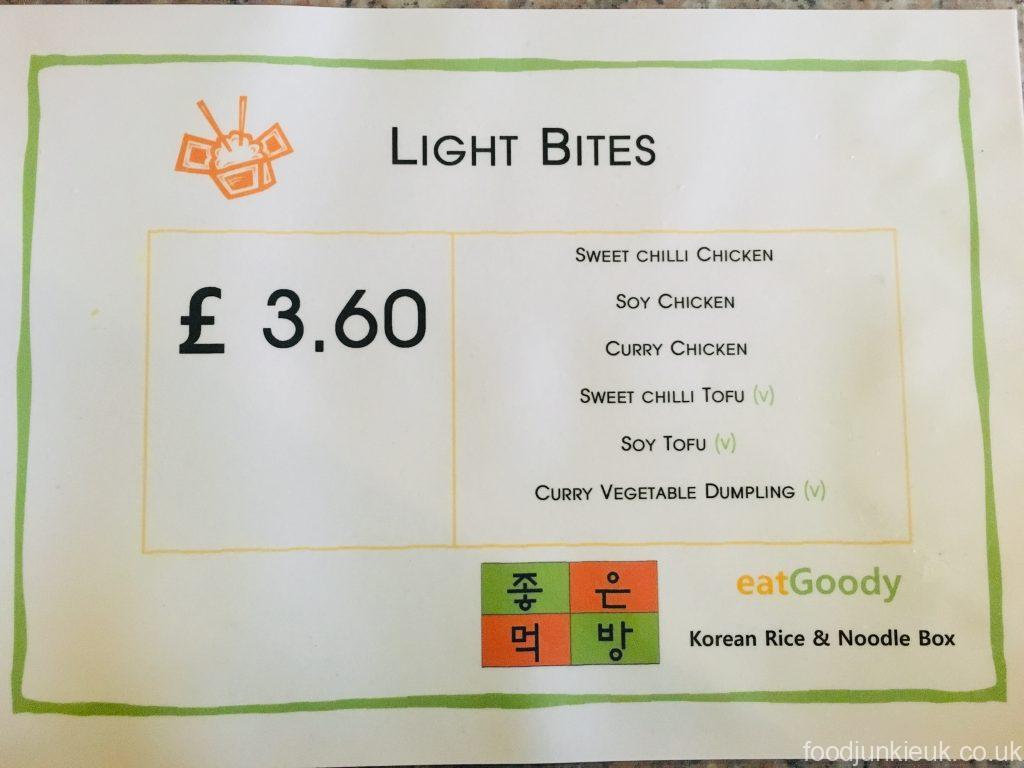 Light Bites
£ 3.60
Sweet chilli Chicken
Soy Chicken
Curry Chicken
Sweet chilli Tofu (v)
Soy Tofu (v)
Curry Vegetable Dumpling (v)
좋은
먹방
eatGoody
Korean Rice & Noodle Box
foodjunkieuk.co.uk